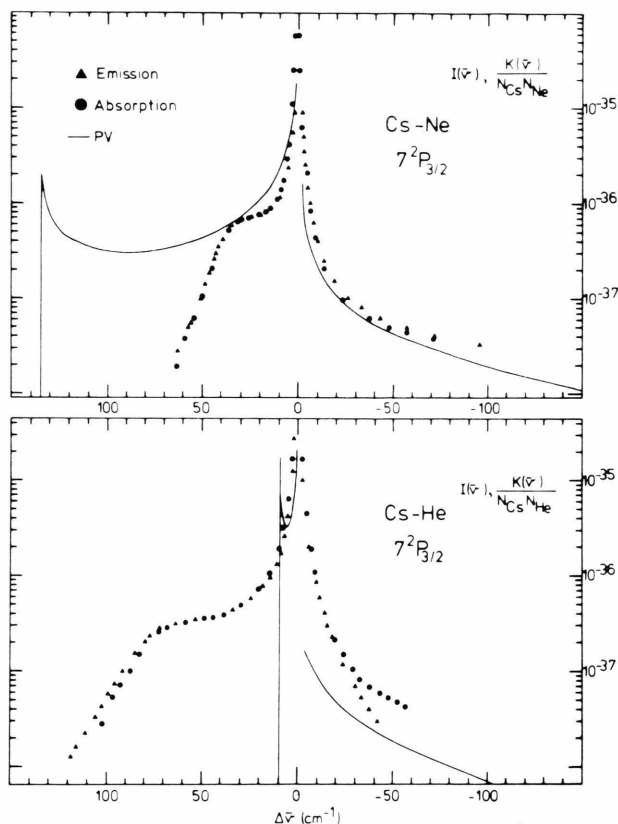 ▲ Emission
● Absorption
— PV
I(ν̄), K(ν̄)/N_Cs N_Ne
Cs-Ne
7²P₃/₂
10⁻³⁵
10⁻³⁶
10⁻³⁷
100 50 0 -50 -100
I(ν̄), K(ν̄)/N_Cs N_He
Cs-He
7²P₃/₂
10⁻³⁵
10⁻³⁶
10⁻³⁷
100 50 0 -50 -100
Δν̄ (cm⁻¹)